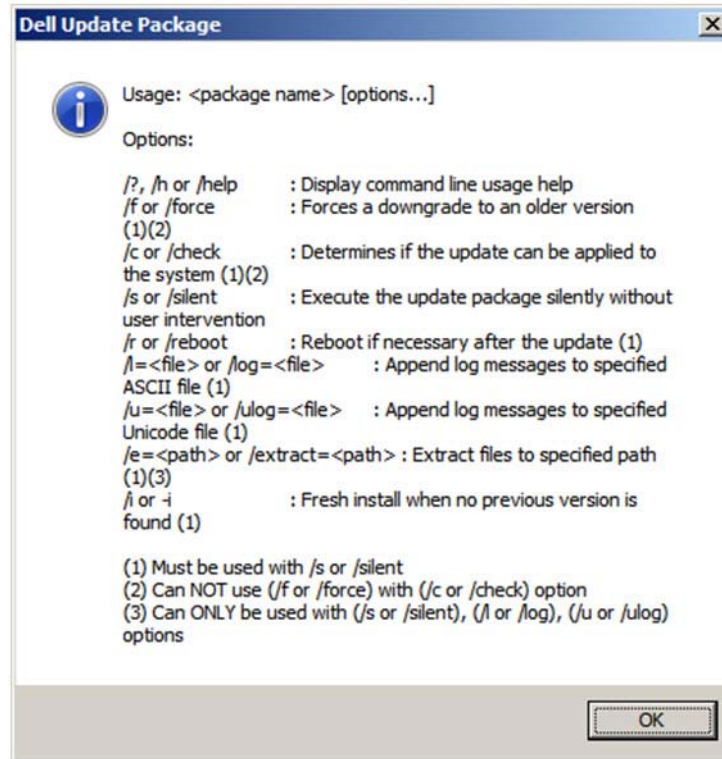 Dell Update Package
Usage: <package name> [options...]
Options:
/?, /h or /help : Display command line usage help
/f or /force : Forces a downgrade to an older version
(1)(2)
/c or /check : Determines if the update can be applied to
the system (1)(2)
/s or /silent : Execute the update package silently without
user intervention
/r or /reboot : Reboot if necessary after the update (1)
/l=<file> or /log=<file> : Append log messages to specified
ASCII file (1)
/u=<file> or /ulog=<file> : Append log messages to specified
Unicode file (1)
/e=<path> or /extract=<path> : Extract files to specified path
(1)(3)
/i or -i : Fresh install when no previous version is
found (1)
(1) Must be used with /s or /silent
(2) Can NOT use (/f or /force) with (/c or /check) option
(3) Can ONLY be used with (/s or /silent), (/l or /log), (/u or /ulog)
options
OK